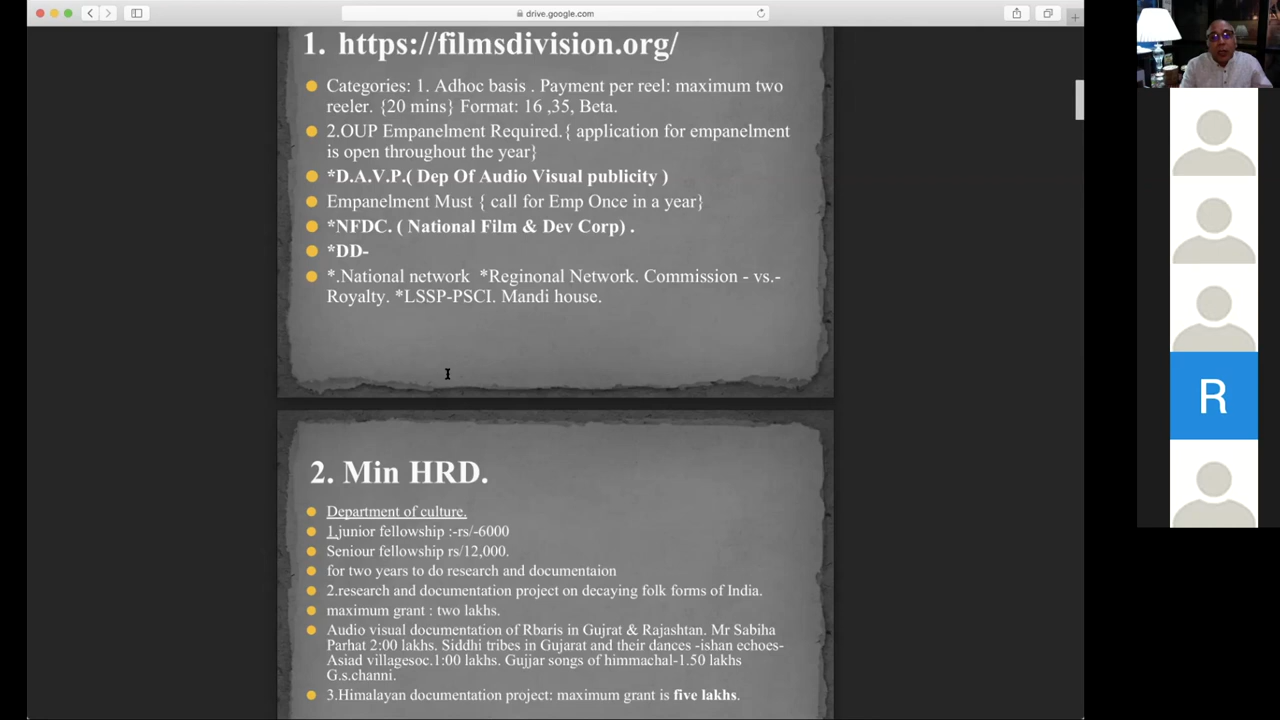 drive.google.com
1. https://filmsdivision.org/
Categories: 1. Adhoc basis . Payment per reel: maximum two
reeler. {20 mins} Format: 16 ,35, Beta.
2.OUP Empanelment Required.{ application for empanelment
is open throughout the year}
*D.A.V.P.( Dep Of Audio Visual publicity )
Empanelment Must { call for Emp Once in a year}
*NFDC. ( National Film & Dev Corp) .
*DD-
*.National network *Reginonal Network. Commission - vs.-
Royalty. *LSSP-PSCI. Mandi house.
2. Min HRD.
Department of culture.
1.junior fellowship :-rs/-6000
Seniour fellowship rs/12,000.
for two years to do research and documentaion
2.research and documentation project on decaying folk forms of India.
maximum grant : two lakhs.
Audio visual documentation of Rbaris in Gujrat & Rajashtan. Mr Sabiha
Parhat 2:00 lakhs. Siddhi tribes in Gujarat and their dances -ishan echoes-
Asiad villagesoc.1:00 lakhs. Gujjar songs of himmachal-1.50 lakhs
G.s.channi.
3.Himalayan documentation project: maximum grant is five lakhs.
R